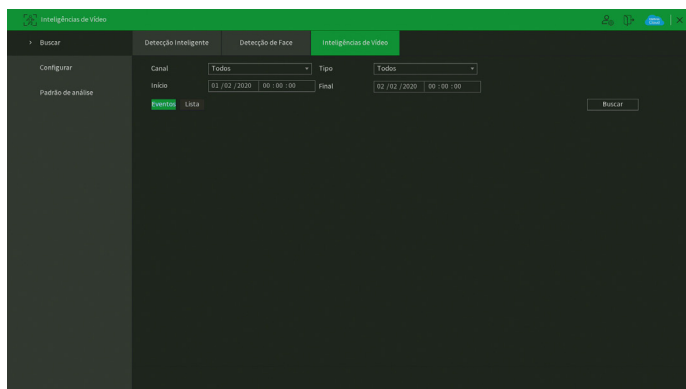 Inteligências de Vídeo
Buscar
Configurar
Padrão de análise
Detecção Inteligente
Detecção de Face
Inteligências de Vídeo
Canal Todos Tipo Todos
Início 01 /02 /2020 00 : 00 : 00 Final 02 /02 /2020 00 : 00 : 00
Eventos Lista Buscar